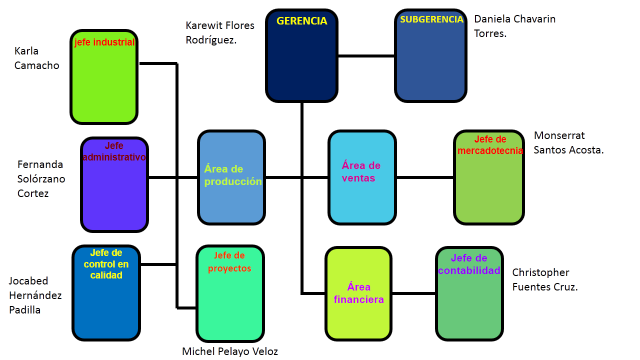 Karewit Flores
Rodríguez.
GERENCIA
SUBGERENCIA
Daniela Chavarin
Torres.
Karla
Camacho
jefe industrial
Fernanda
Solórzano
Cortez
Jefe
administrativo
Área de
producción
Área de
ventas
Jefe de
mercadotecnia
Monserrat
Santos Acosta.
Jocabed
Hernández
Padilla
Jefe de
control en
calidad
Jefe de
proyectos
Michel Pelayo Veloz
Área
financiera
Jefe de
contabilidad
Christopher
Fuentes Cruz.